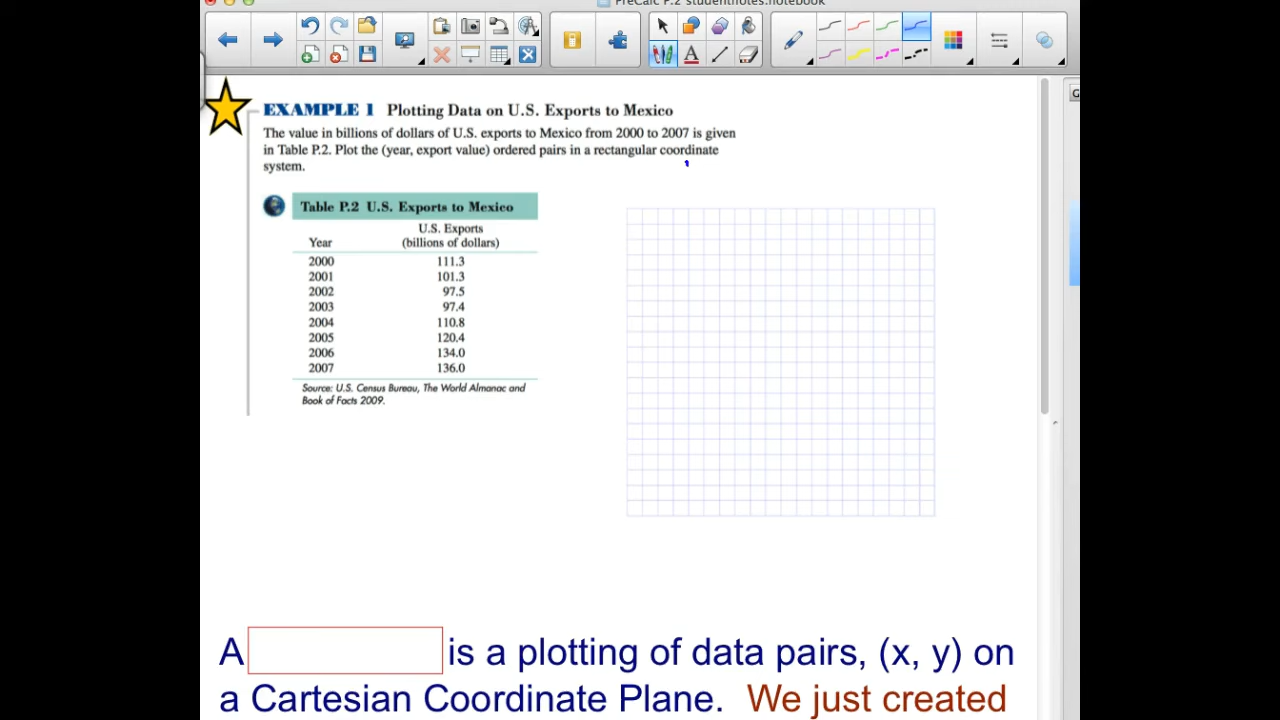 PreCalc P.2 studentnotes.notebook
EXAMPLE 1 Plotting Data on U.S. Exports to Mexico
The value in billions of dollars of U.S. exports to Mexico from 2000 to 2007 is given
in Table P.2. Plot the (year, export value) ordered pairs in a rectangular coordinate
system.
Table P.2 U.S. Exports to Mexico
U.S. Exports
Year (billions of dollars)
2000 111.3
2001 101.3
2002 97.5
2003 97.4
2004 110.8
2005 120.4
2006 134.0
2007 136.0
Source: U.S. Census Bureau, The World Almanac and
Book of Facts 2009.
A is a plotting of data pairs, (x, y) on
a Cartesian Coordinate Plane. We just created